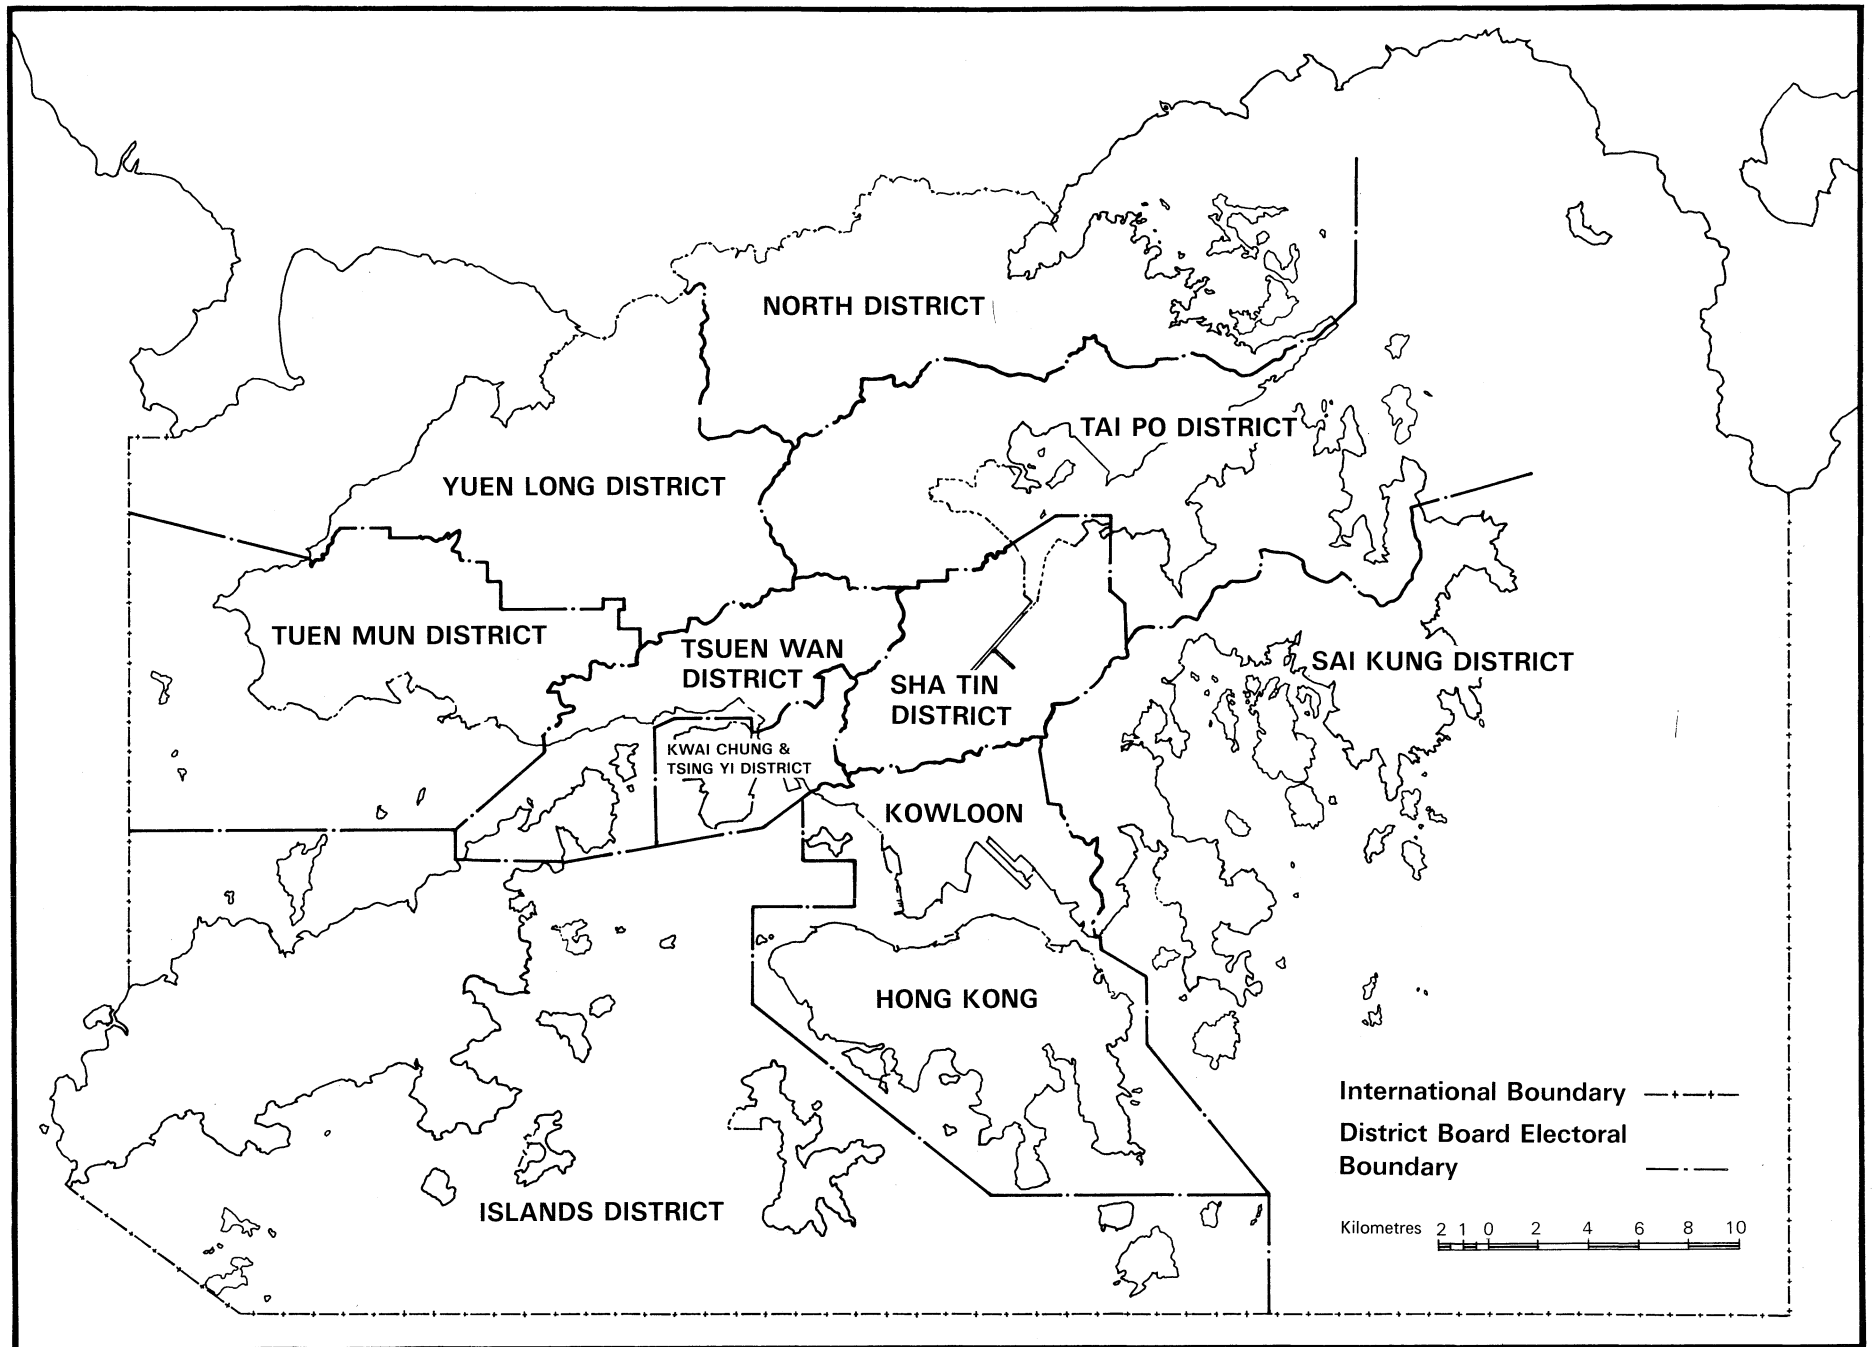 NORTH DISTRICT
TAI PO DISTRICT
YUEN LONG DISTRICT
TUEN MUN DISTRICT
TSUEN WAN
DISTRICT
SAI KUNG DISTRICT
SHA TIN
DISTRICT
KWAI CHUNG &
TSING YI DISTRICT
KOWLOON
HONG KONG
ISLANDS DISTRICT
International Boundary
District Board Electoral
Boundary
Kilometres 2 1 0 2 4 6 8 10